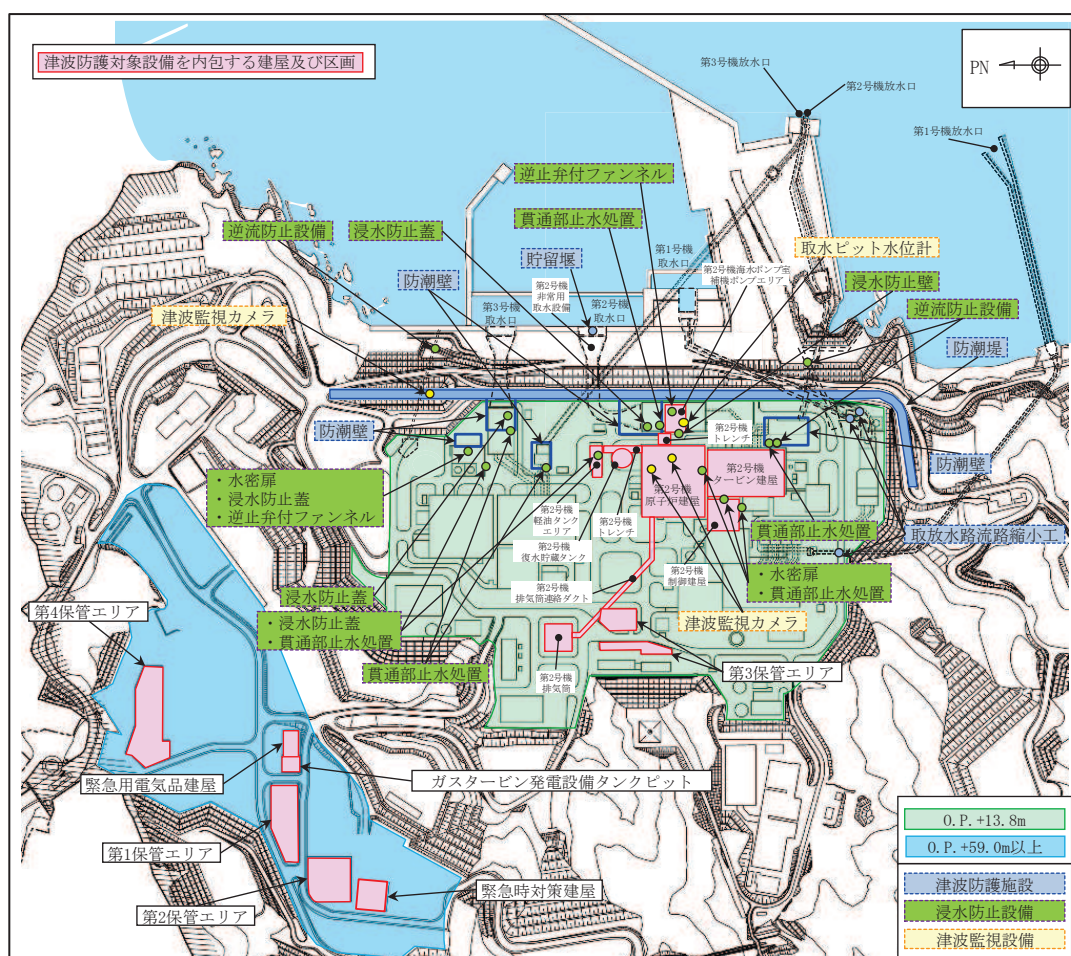 津波防護対象設備を内包する建屋及び区画
PN
第3号機放水口
第2号機放水口
第1号機放水口
逆止弁付ファンネル
貫通部止水処置
逆流防止設備
浸水防止蓋
防潮壁
津波監視カメラ
貯留堰
第2号機
非常用
取水設備
第3号機
取水口
第2号機
取水口
第1号機
取水口
第2号機海水ポンプ室
補機ポンプエリア
取水ピット水位計
浸水防止壁
逆流防止設備
防潮堤
防潮壁
・水密扉
・浸水防止蓋
・逆止弁付ファンネル
第2号機
トレンチ
第2号機
タービン建屋
第2号機
原子炉建屋
防潮壁
第2号機
軽油タンク
エリア
第2号機
トレンチ
第2号機
復水貯蔵タンク
第2号機
排気筒連絡ダクト
第2号機
制御建屋
貫通部止水処置
取放水路流路縮小工
・水密扉
・貫通部止水処置
津波監視カメラ
浸水防止蓋
・浸水防止蓋
・貫通部止水処置
貫通部止水処置
第2号機
排気筒
第3保管エリア
第4保管エリア
緊急用電気品建屋
ガスタービン発電設備タンクピット
第1保管エリア
第2保管エリア
緊急時対策建屋
O.P.+13.8m
O.P.+59.0m以上
津波防護施設
浸水防止設備
津波監視設備